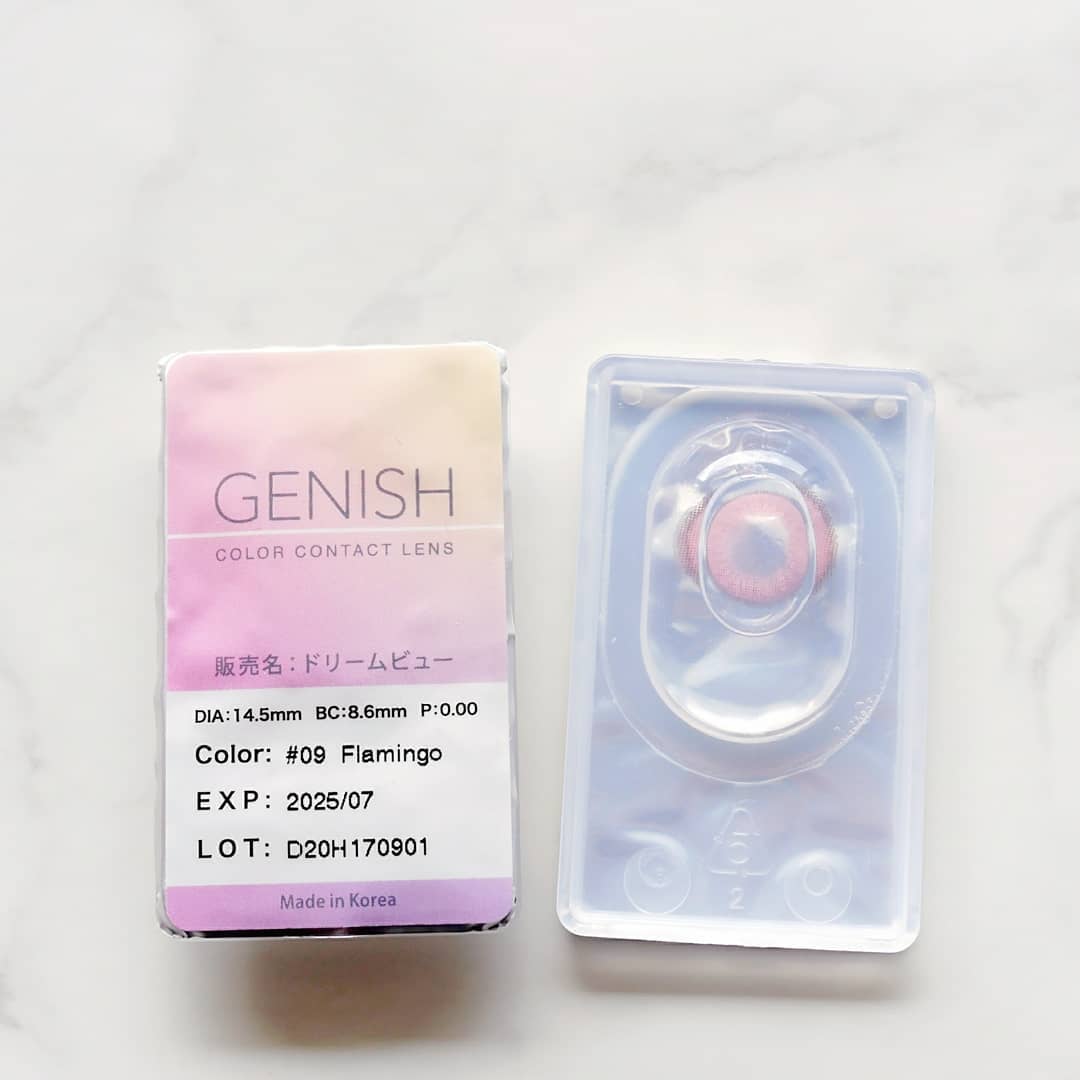 GENISH
COLOR CONTACT LENS
販売名：ドリームビュー
DIA:14.5mm BC:8.6mm P:0.00
Color: #09 Flamingo
EXP: 2025/07
LOT: D20H170901
Made in Korea
2